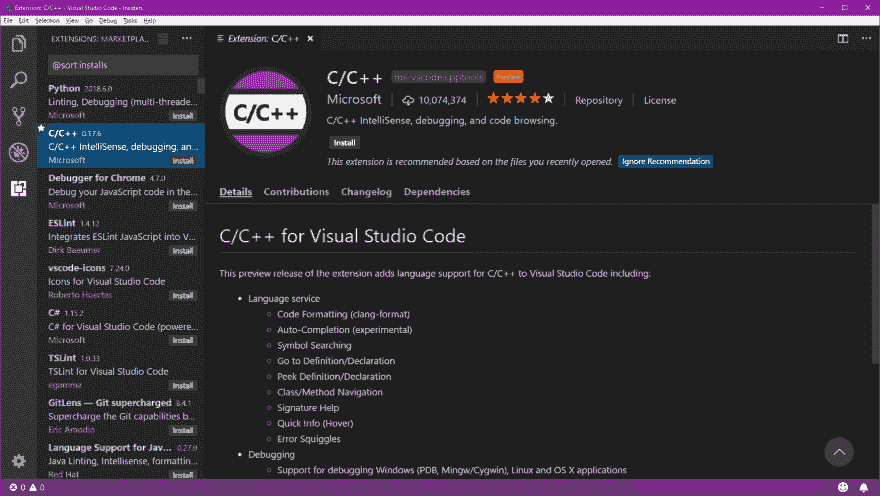 Extension: C/C++ - Visual Studio Code - Insiders
File Edit Selection View Go Debug Tasks Help
EXTENSIONS: MARKETPLA...
Extension: C/C++
@sort:installs
Python 2018.6.0
Linting, Debugging (multi-threade...
Microsoft Install
C/C++ 0.17.6
C/C++ IntelliSense, debugging, an...
Microsoft Install
Debugger for Chrome 4.7.0
Debug your JavaScript code in the...
Microsoft Install
ESLint 1.4.12
Integrates ESLint JavaScript into V...
Dirk Baeumer Install
vscode-icons 7.24.0
Icons for Visual Studio Code
Roberto Huertas Install
C# 1.15.2
C# for Visual Studio Code (powere...
Microsoft Install
TSLint 1.0.33
TSLint for Visual Studio Code
egamma Install
GitLens — Git supercharged 8.4.1
Supercharge the Git capabilities b...
Eric Amodio Install
Language Support for Jav... 0.27.0
Java Linting, Intellisense, formattin...
Red Hat Install
C/C++
C/C++ ms-vscode.cpptools Preview
Microsoft 10,074,374 Repository License
C/C++ IntelliSense, debugging, and code browsing.
Install
This extension is recommended based on the files you recently opened. Ignore Recommendation
Details Contributions Changelog Dependencies
C/C++ for Visual Studio Code
This preview release of the extension adds language support for C/C++ to Visual Studio Code including:
Language service
Code Formatting (clang-format)
Auto-Completion (experimental)
Symbol Searching
Go to Definition/Declaration
Peek Definition/Declaration
Class/Method Navigation
Signature Help
Quick Info (Hover)
Error Squiggles
Debugging
Support for debugging Windows (PDB, Mingw/Cygwin), Linux and OS X applications
0 0